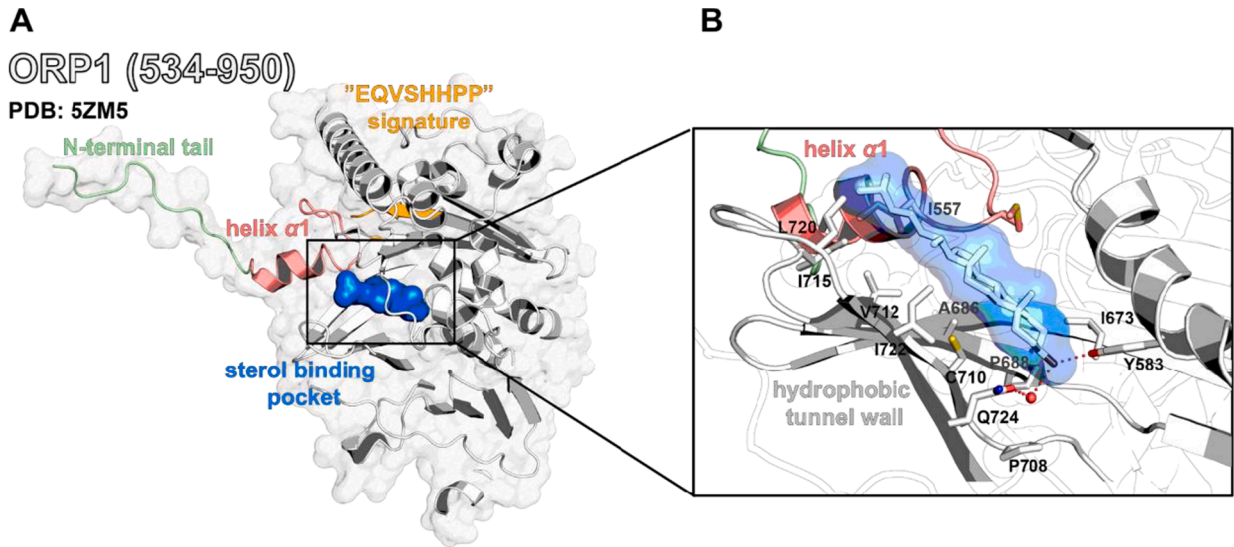 A
ORP1 (534-950)
PDB: 5ZM5
N-terminal tail
”EQVSHHPP”
signature
helix α1
sterol binding
pocket
B
helix α1
I557
L720
I715
V712
A686
I673
I722
P688
Y583
C710
hydrophobic
tunnel wall
Q724
P708